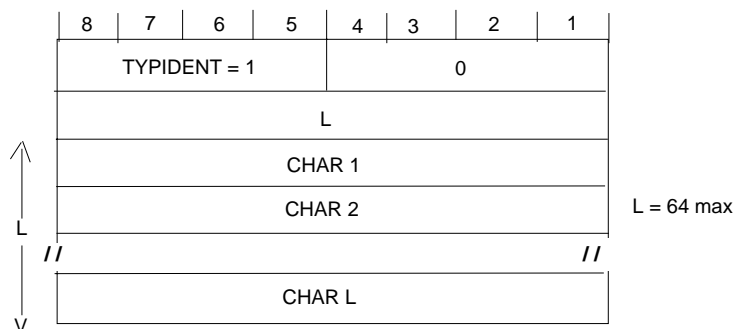 8 7 6 5 4 3 2 1
TYPIDENT = 1 0
L
CHAR 1
CHAR 2
L = 64 max
L
// //
CHAR L
V